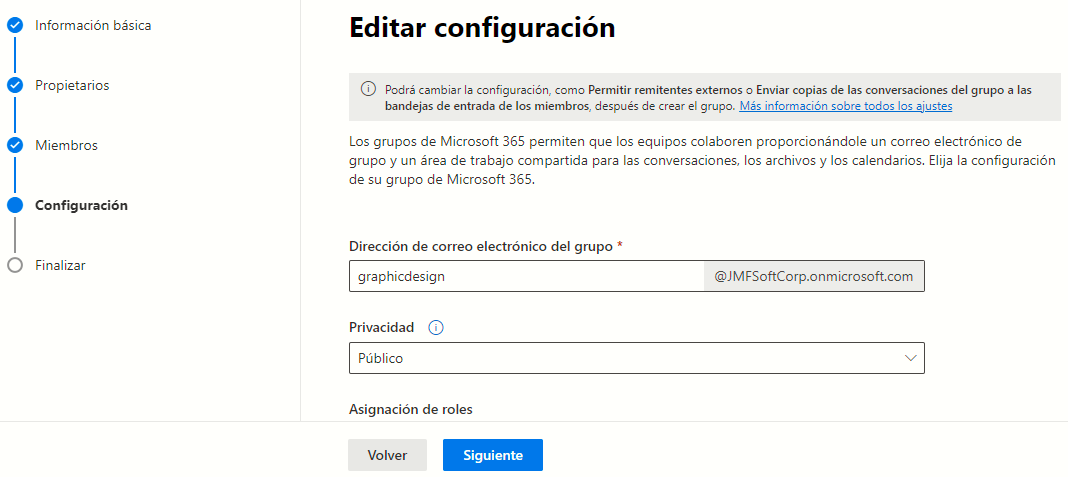 Información básica
Propietarios
Miembros
Configuración
Finalizar
Editar configuración
Podrá cambiar la configuración, como Permitir remitentes externos o Enviar copias de las conversaciones del grupo a las
bandejas de entrada de los miembros, después de crear el grupo. Más información sobre todos los ajustes
Los grupos de Microsoft 365 permiten que los equipos colaboren proporcionándole un correo electrónico de
grupo y un área de trabajo compartida para las conversaciones, los archivos y los calendarios. Elija la configuración
de su grupo de Microsoft 365.
Dirección de correo electrónico del grupo *
graphicdesign @JMFSoftCorp.onmicrosoft.com
Privacidad
Público
Asignación de roles
Volver Siguiente